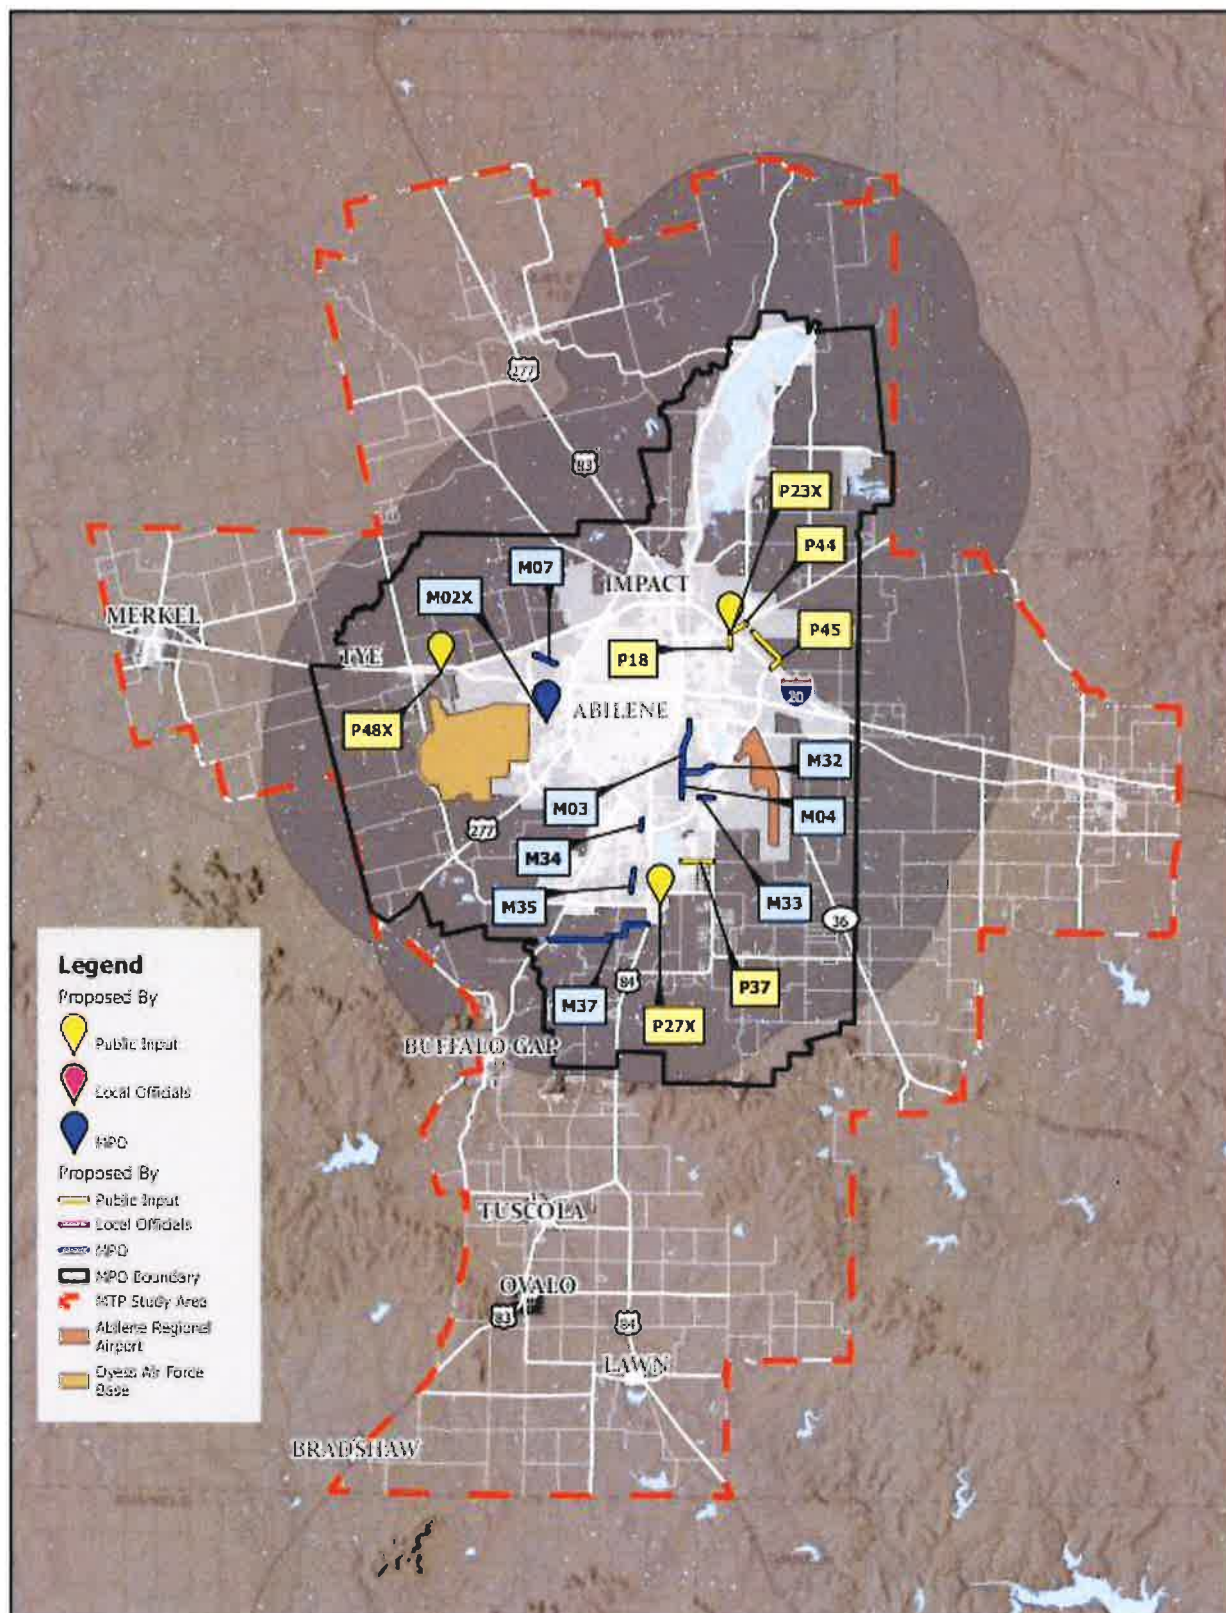 277
83
P23X
P44
M07
IMPACT
M02X
MERKEL
P45
P18
TYE
20
ABILENE
P48X
M32
M03
M04
277
M34
M35
M33
36
Legend
Proposed By
Public Input
Local Officials
MPO
Proposed By
Public Input
Local Officials
MPO
MPO Boundary
MTP Study Area
Abilene Regional
Airport
Dyess Air Force
Base
84
P37
M37
P27X
BUFFALO GAP
TUSCOLA
OVALO
83
84
LAWN
BRADSHAW